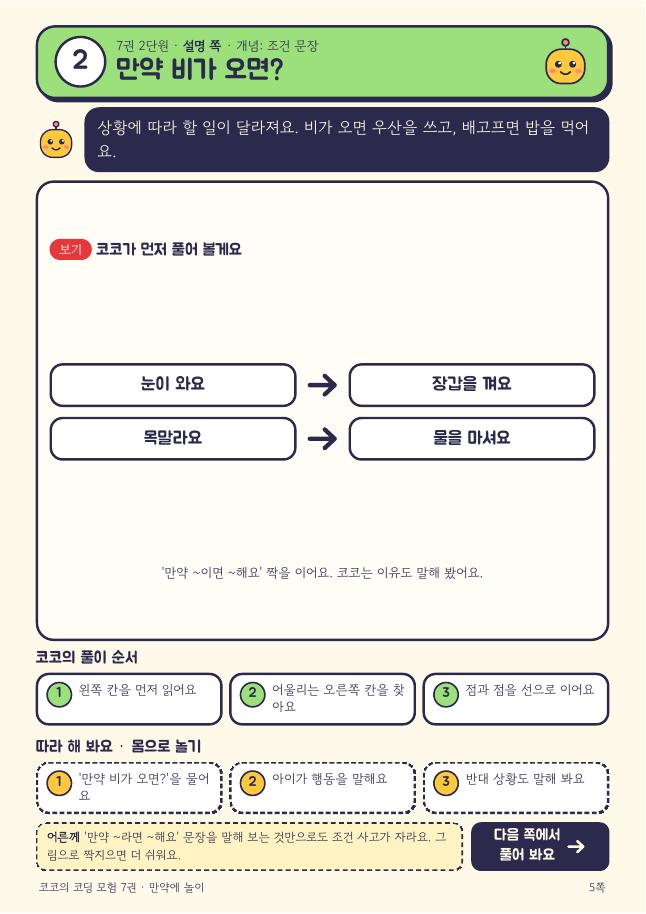 2
7권 2단원 · 설명 쪽 · 개념: 조건 문장
만약 비가 오면?
상황에 따라 할 일이 달라져요. 비가 오면 우산을 쓰고, 배고프면 밥을 먹어
요.
보기 코코가 먼저 풀어 볼게요
눈이 와요 → 장갑을 껴요
목말라요 → 물을 마셔요
'만약 ~이면 ~해요' 짝을 이어요. 코코는 이유도 말해 봤어요.
코코의 풀이 순서
1 왼쪽 칸을 먼저 읽어요
2 어울리는 오른쪽 칸을 찾
아요
3 점과 점을 선으로 이어요
따라 해 봐요 · 몸으로 놀기
1 '만약 비가 오면?'을 물어
요
2 아이가 행동을 말해요
3 반대 상황도 말해 봐요
어른께 '만약 ~라면 ~해요' 문장을 말해 보는 것만으로도 조건 사고가 자라요. 그
림으로 짝지으면 더 쉬워요.
다음 쪽에서
풀어 봐요 →
코코의 코딩 모험 7권 · 만약에 놀이
5쪽